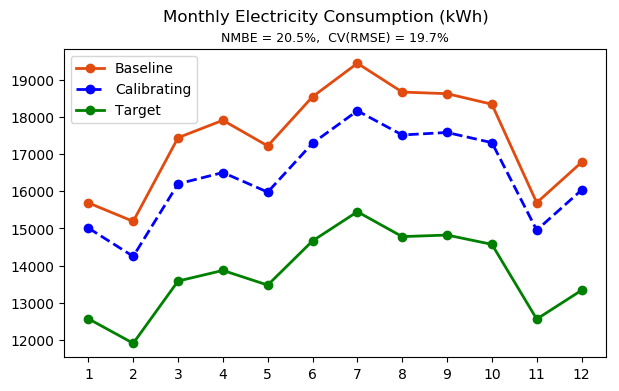 Monthly Electricity Consumption (kWh)
NMBE = 20.5%,  CV(RMSE) = 19.7%
Baseline
Calibrating
Target
19000
18000
17000
16000
15000
14000
13000
12000
1 2 3 4 5 6 7 8 9 10 11 12